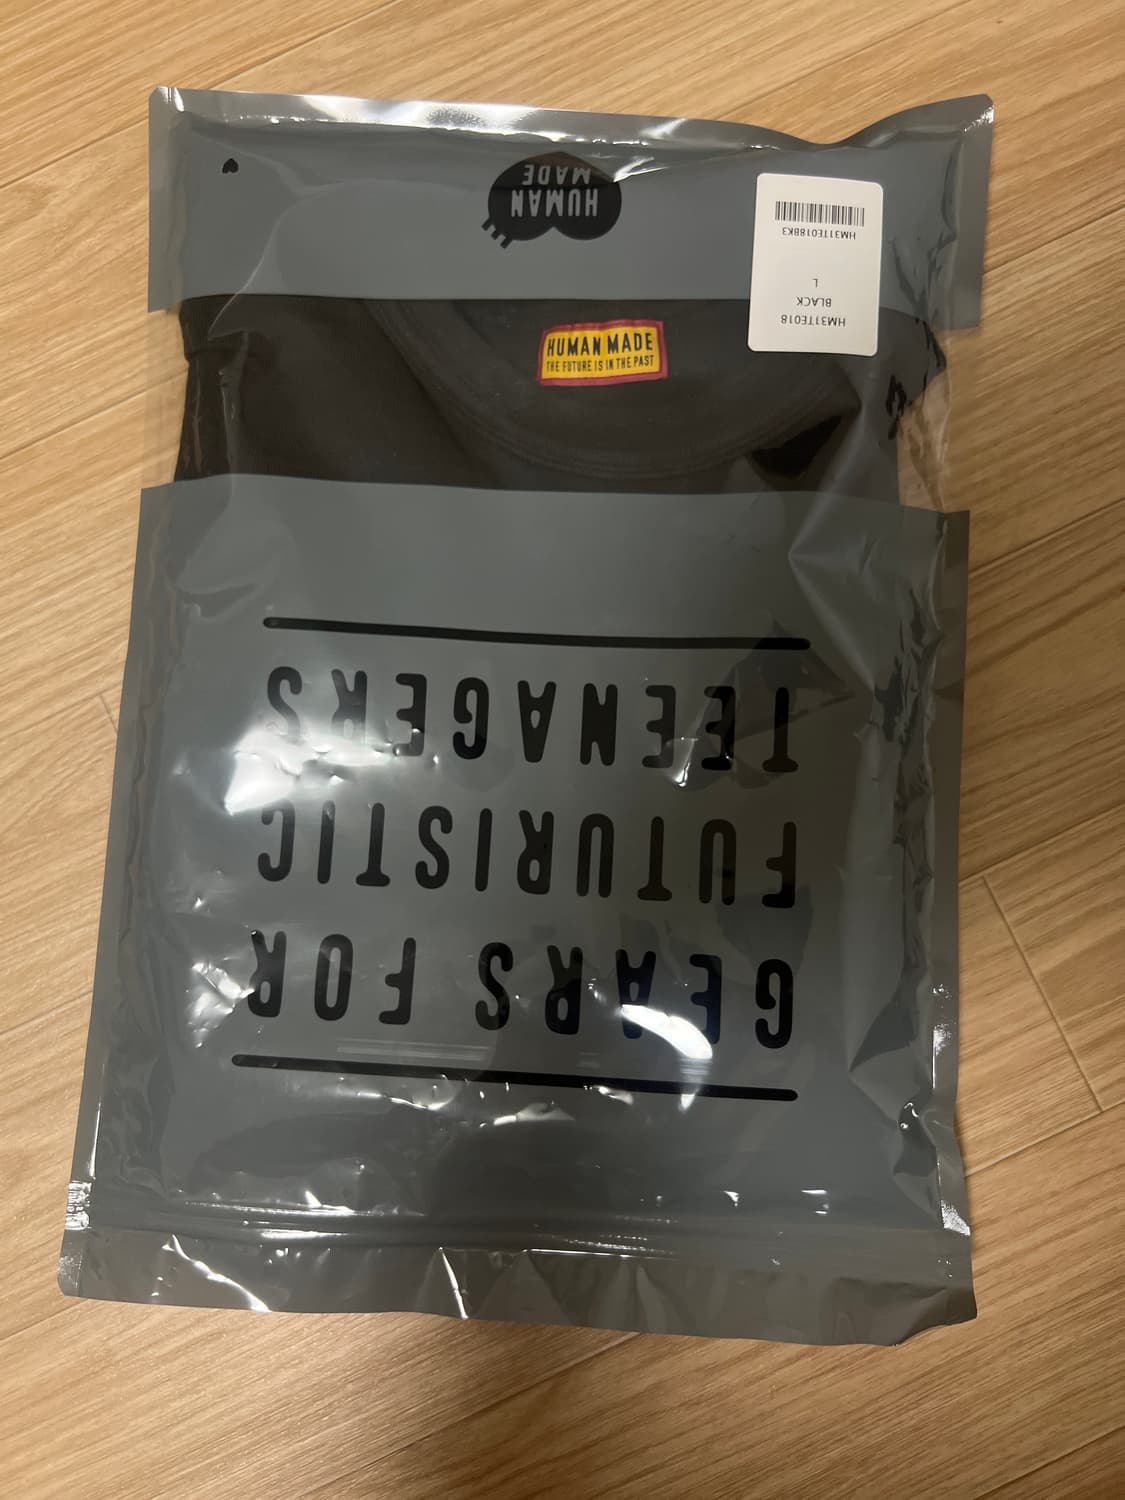 HUMAN
MADE
HM31TE018
BLACK
L
HM31TE018BK3
HUMAN MADE
THE FUTURE IS IN THE PAST
GEARS FOR
FUTURISTIC
TEENAGERS